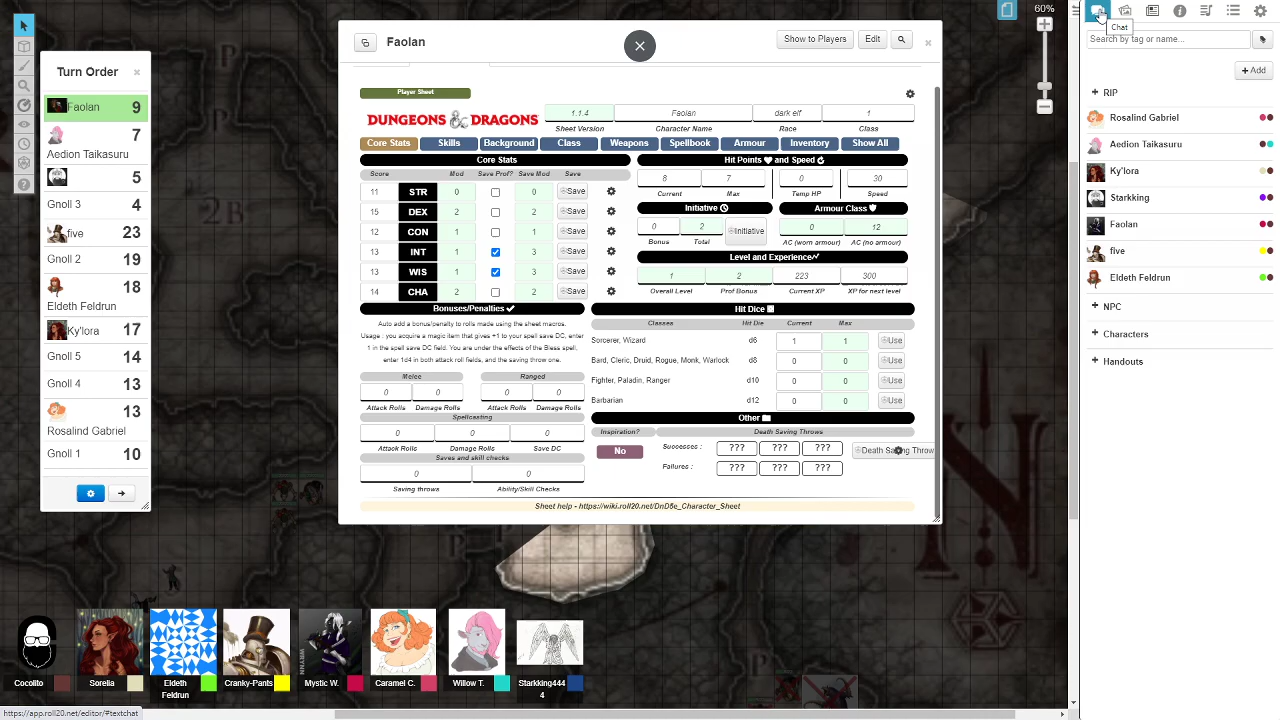 Turn Order
Faolan 9
7
Aedion Taikasuru
5
Gnoll 3 4
five 23
Gnoll 2 19
18
Eldeth Feldrun
Ky'lora 17
Gnoll 5 14
Gnoll 4 13
13
Rosalind Gabriel
Gnoll 1 10
Faolan
Show to Players
Edit
Player Sheet
DUNGEONS & DRAGONS
1.1.4 Faolan dark elf 1
Sheet Version Character Name Race Class
Core Stats Skills Background Class Weapons Spellbook Armour Inventory Show All
Core Stats
Score Mod Save Prof? Save Mod Save
11 STR 0 0 Save
15 DEX 2 2 Save
12 CON 1 1 Save
13 INT 1 3 Save
13 WIS 1 3 Save
14 CHA 2 2 Save
Hit Points and Speed
8 7 0 30
Current Max Temp HP Speed
Initiative
0 2 Initiative
Bonus Total
Armour Class
0 12
AC (worn armour) AC (no armour)
Level and Experience
1 2 223 300
Overall Level Prof Bonus Current XP XP for next level
Bonuses/Penalties
Auto add a bonus/penalty to rolls made using the sheet macros.
Usage : you acquire a magic item that gives +1 to your spell save DC, enter
1 in the spell save DC field. You are under the effects of the Bless spell,
enter 1d4 in both attack roll fields, and the saving throw one.
Melee Ranged
0 0 0 0
Attack Rolls Damage Rolls Attack Rolls Damage Rolls
Spellcasting
0 0 0
Attack Rolls Damage Rolls Save DC
Saves and skill checks
0 0
Saving throws Ability/Skill Checks
Hit Dice
Classes Hit Die Current Max
Sorcerer, Wizard d6 1 1 Use
Bard, Cleric, Druid, Rogue, Monk, Warlock d8 0 0 Use
Fighter, Paladin, Ranger d10 0 0 Use
Barbarian d12 0 0 Use
Other
Inspiration? Death Saving Throws
No
Successes : ??? ??? ???
Failures : ??? ??? ???
Death Saving Throw
Sheet help - https://wiki.roll20.net/DnD5e_Character_Sheet
60%
Chat
Search by tag or name...
+ Add
RIP
Rosalind Gabriel
Aedion Taikasuru
Ky'lora
Starkking
Faolan
five
Eldeth Feldrun
NPC
Characters
Handouts
2B
Cocolito
Sorelia
Eldeth
Feldrun
Cranky-Pants
Mystic W.
Caramel C.
Willow T.
Starkking444
4
https://app.roll20.net/editor/#textchat